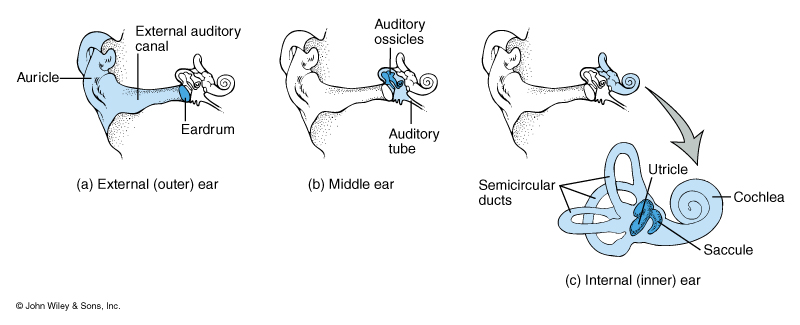 External auditory
canal
Auricle
Eardrum
(a) External (outer) ear
Auditory
ossicles
Auditory
tube
(b) Middle ear
Semicircular
ducts
Utricle
Cochlea
Saccule
(c) Internal (inner) ear
© John Wiley & Sons, Inc.